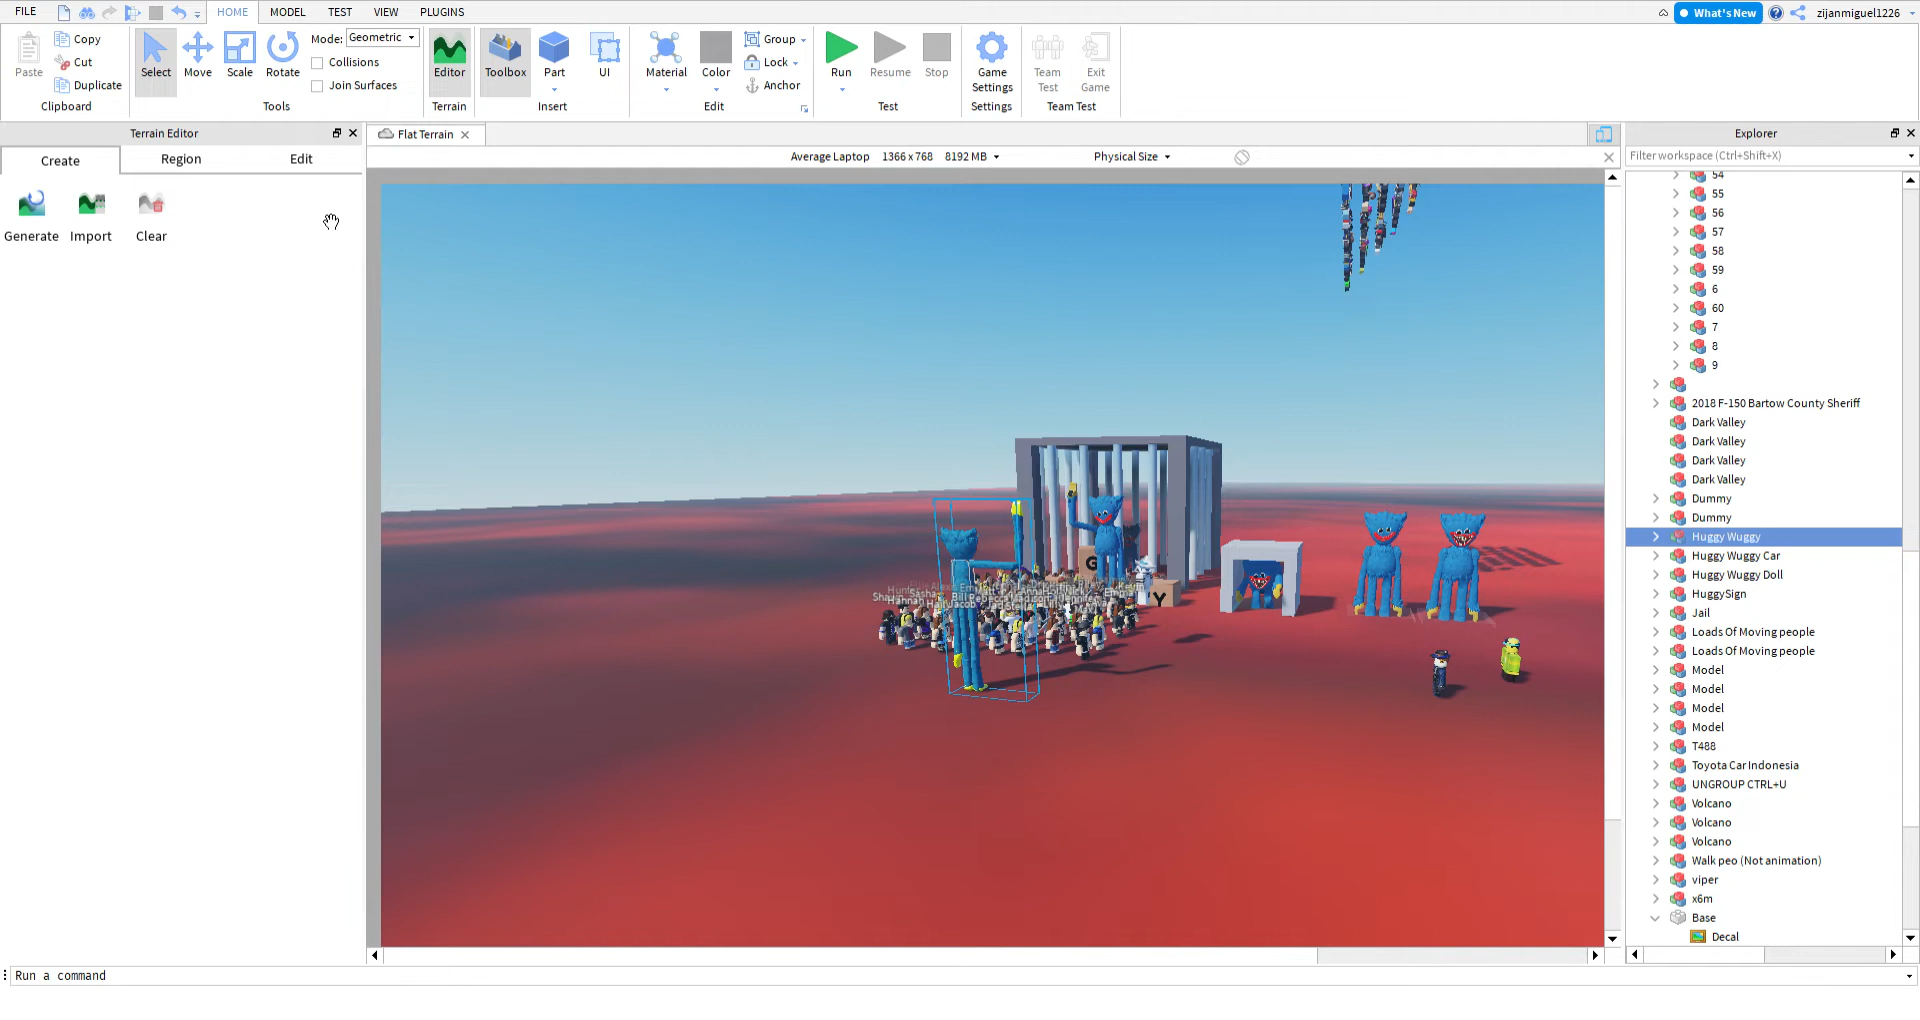 FILE HOME MODEL TEST VIEW PLUGINS What's New zijanmiguel1226
Paste Copy Cut Duplicate
Clipboard
Select Move Scale Rotate
Mode: Geometric
Collisions
Join Surfaces
Tools
Editor
Terrain
Toolbox Part UI
Insert
Material Color Group Lock Anchor
Edit
Run Resume Stop
Test
Game Settings
Settings
Team Test Exit Game
Team Test
Terrain Editor
Create Region Edit
Generate Import Clear
Flat Terrain
Average Laptop 1366 x 768 8192 MB Physical Size
G
Y
Hannah
Sasha
Jacob
Bill
Emma
Explorer
Filter workspace (Ctrl+Shift+X)
54
55
56
57
58
59
6
60
7
8
9
2018 F-150 Bartow County Sheriff
Dark Valley
Dark Valley
Dark Valley
Dark Valley
Dummy
Dummy
Huggy Wuggy
Huggy Wuggy Car
Huggy Wuggy Doll
HuggySign
Jail
Loads Of Moving people
Loads Of Moving people
Model
Model
Model
Model
T488
Toyota Car Indonesia
UNGROUP CTRL+U
Volcano
Volcano
Volcano
Walk peo (Not animation)
viper
x6m
Base
Decal
Run a command